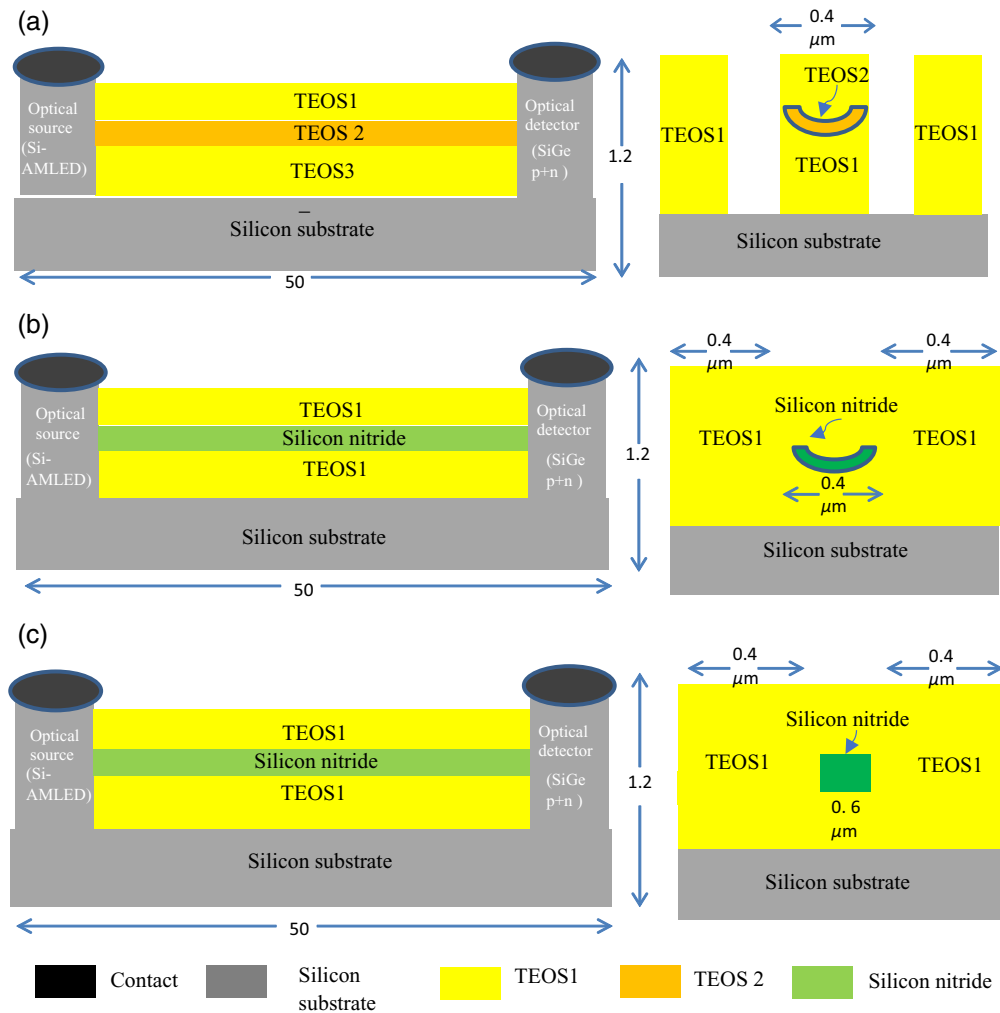 (a)
0.4
μm
TEOS2
TEOS1
Optical
source
(Si-
AMLED)
TEOS 2
TEOS3
Optical
detector
(SiGe
p+n )
1.2
TEOS1
TEOS1
TEOS1
–
Silicon substrate
Silicon substrate
50
(b)
0.4
μm
0.4
μm
TEOS1
Optical
source
(Si-
AMLED)
Silicon nitride
TEOS1
Optical
detector
(SiGe
p+n )
1.2
Silicon nitride
TEOS1
TEOS1
0.4
μm
Silicon substrate
Silicon substrate
50
(c)
0.4
μm
0.4
μm
TEOS1
Optical
source
(Si-
AMLED)
Silicon nitride
TEOS1
Optical
detector
(SiGe
p+n )
1.2
Silicon nitride
TEOS1
TEOS1
0. 6
μm
Silicon substrate
Silicon substrate
50
Contact
Silicon
substrate
TEOS1
TEOS 2
Silicon nitride